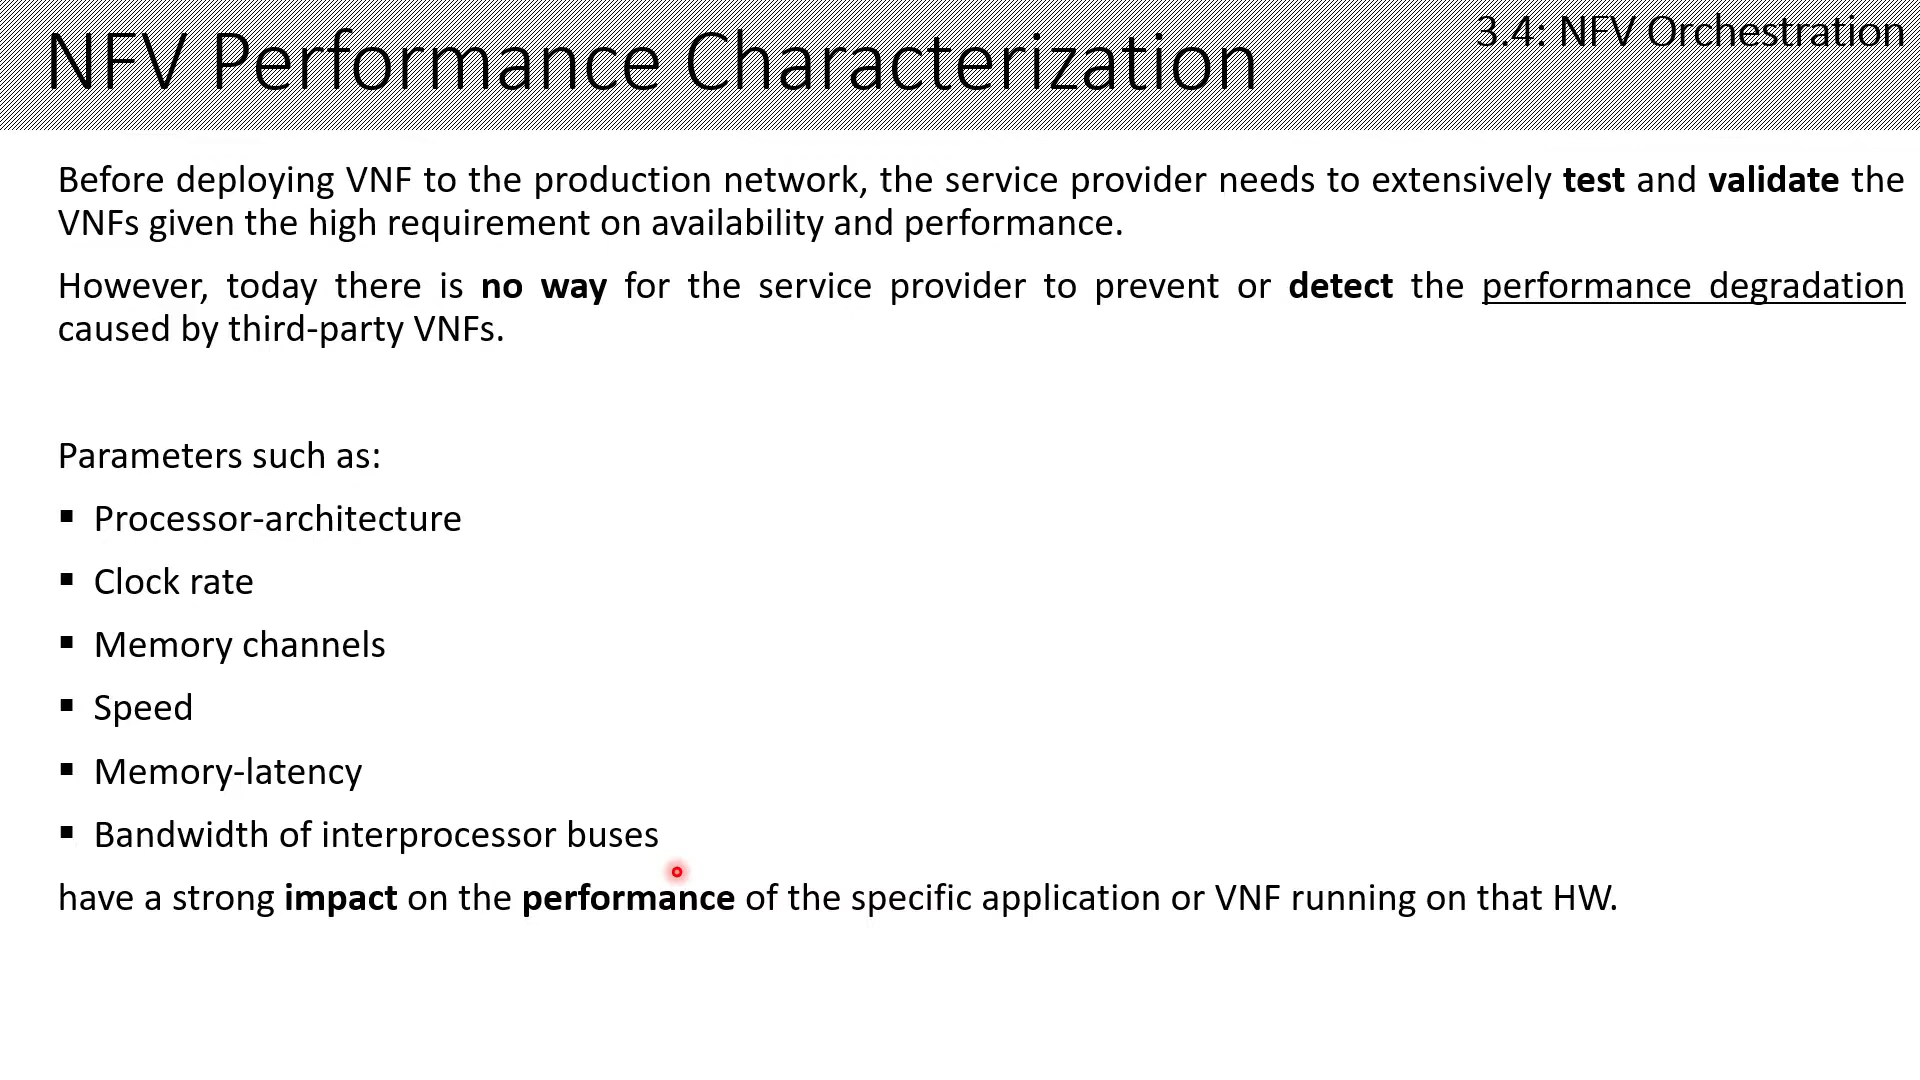 3.4: NFV Orchestration
NFV Performance Characterization
Before deploying VNF to the production network, the service provider needs to extensively test and validate the
VNFs given the high requirement on availability and performance.
However, today there is no way for the service provider to prevent or detect the performance degradation
caused by third-party VNFs.
Parameters such as:
▪ Processor-architecture
▪ Clock rate
▪ Memory channels
▪ Speed
▪ Memory-latency
▪ Bandwidth of interprocessor buses
have a strong impact on the performance of the specific application or VNF running on that HW.